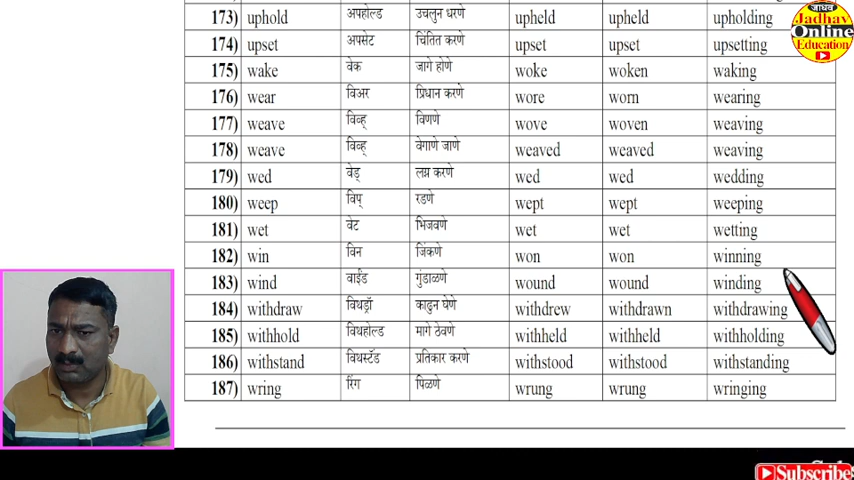 जाधव
Jadhav
Online
Education
173) uphold अपहोल्ड उचलुन धरणे upheld upheld upholding
174) upset अपसेट चिंतित करणे upset upset upsetting
175) wake वेक जागे होणे woke woken waking
176) wear विअर प्रिधान करणे wore worn wearing
177) weave विव्ह् विणणे wove woven weaving
178) weave विव्ह् वेगाणे जाणे weaved weaved weaving
179) wed वेड् लग्न करणे wed wed wedding
180) weep विप् रडणे wept wept weeping
181) wet वेट भिजवणे wet wet wetting
182) win विन जिंकणे won won winning
183) wind वाईंड गुंडाळणे wound wound winding
184) withdraw विथड्रॉ काढुन घेणे withdrew withdrawn withdrawing
185) withhold विथहोल्ड मागे ठेवणे withheld withheld withholding
186) withstand विथस्टॅंड प्रतिकार करणे withstood withstood withstanding
187) wring रिंग पिळणे wrung wrung wringing
Subscribe